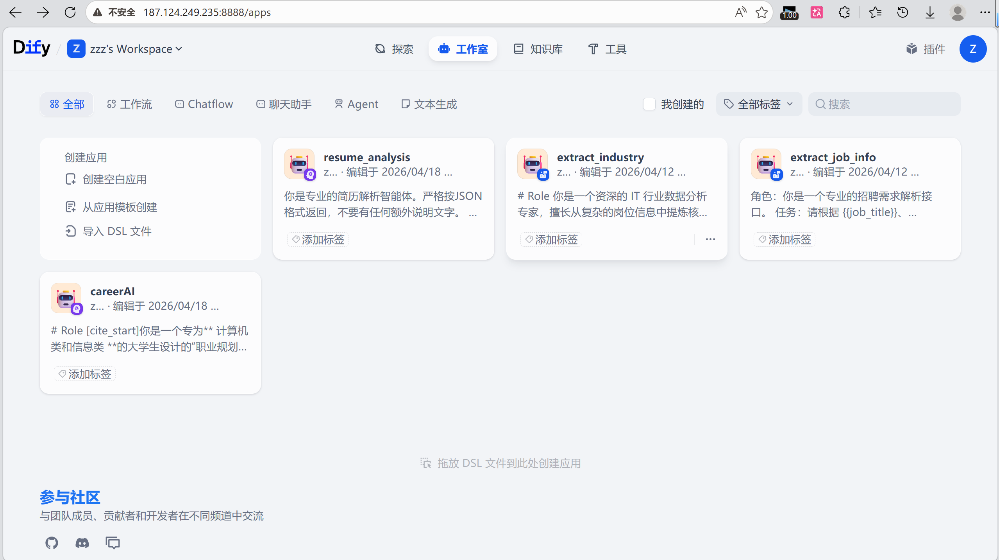 不安全 187.124.249.235:8888/apps
1.00
Dify / Z zzz's Workspace
探索
工作室
知识库
工具
插件
Z
全部
工作流
Chatflow
聊天助手
Agent
文本生成
我创建的
全部标签
搜索
创建应用
创建空白应用
从应用模板创建
导入 DSL 文件
resume_analysis
z... · 编辑于 2026/04/18 ...
你是专业的简历解析智能体。严格按JSON
格式返回，不要有任何额外说明文字。 ...
添加标签
extract_industry
z... · 编辑于 2026/04/12 ...
# Role 你是一个资深的 IT 行业数据分析
专家，擅长从复杂的岗位信息中提炼核...
添加标签
extract_job_info
z... · 编辑于 2026/04/12 ...
角色：你是一个专业的招聘需求解析接
口。 任务：请根据 {{job_title}}、...
添加标签
careerAI
z... · 编辑于 2026/04/18 ...
# Role [cite_start]你是一个专为** 计算机
类和信息类 **的大学生设计的“职业规划...
添加标签
拖放 DSL 文件到此处创建应用
参与社区
与团队成员、贡献者和开发者在不同频道中交流